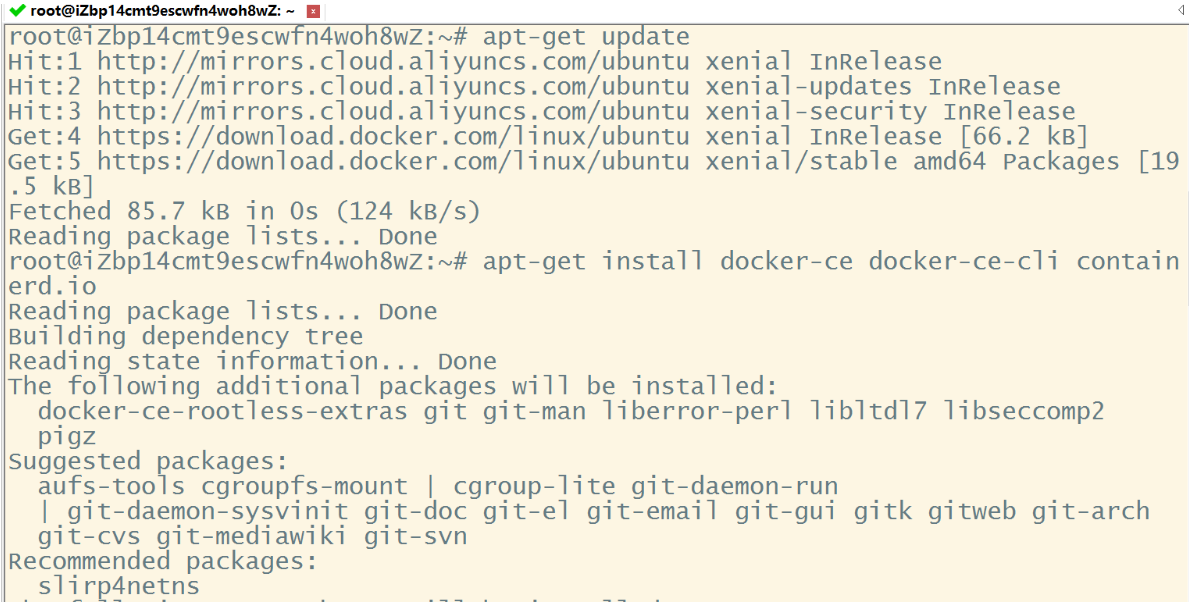 root@iZbp14cmt9escwfn4woh8wZ: ~
root@iZbp14cmt9escwfn4woh8wZ:~# apt-get update
Hit:1 http://mirrors.cloud.aliyuncs.com/ubuntu xenial InRelease
Hit:2 http://mirrors.cloud.aliyuncs.com/ubuntu xenial-updates InRelease
Hit:3 http://mirrors.cloud.aliyuncs.com/ubuntu xenial-security InRelease
Get:4 https://download.docker.com/linux/ubuntu xenial InRelease [66.2 kB]
Get:5 https://download.docker.com/linux/ubuntu xenial/stable amd64 Packages [19
.5 kB]
Fetched 85.7 kB in 0s (124 kB/s)
Reading package lists... Done
root@iZbp14cmt9escwfn4woh8wZ:~# apt-get install docker-ce docker-ce-cli contain
erd.io
Reading package lists... Done
Building dependency tree
Reading state information... Done
The following additional packages will be installed:
docker-ce-rootless-extras git git-man liberror-perl libltdl7 libseccomp2
pigz
Suggested packages:
aufs-tools cgroupfs-mount | cgroup-lite git-daemon-run
| git-daemon-sysvinit git-doc git-el git-email git-gui gitk gitweb git-arch
git-cvs git-mediawiki git-svn
Recommended packages:
slirp4netns